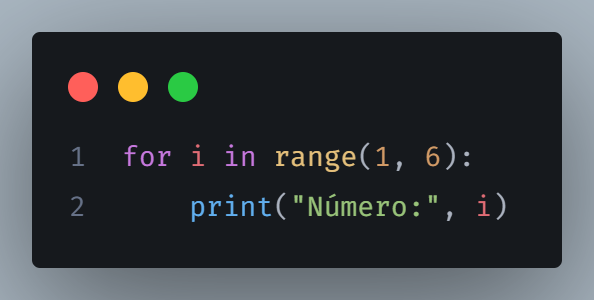 1 for i in range(1, 6):
2     print("Número:", i)